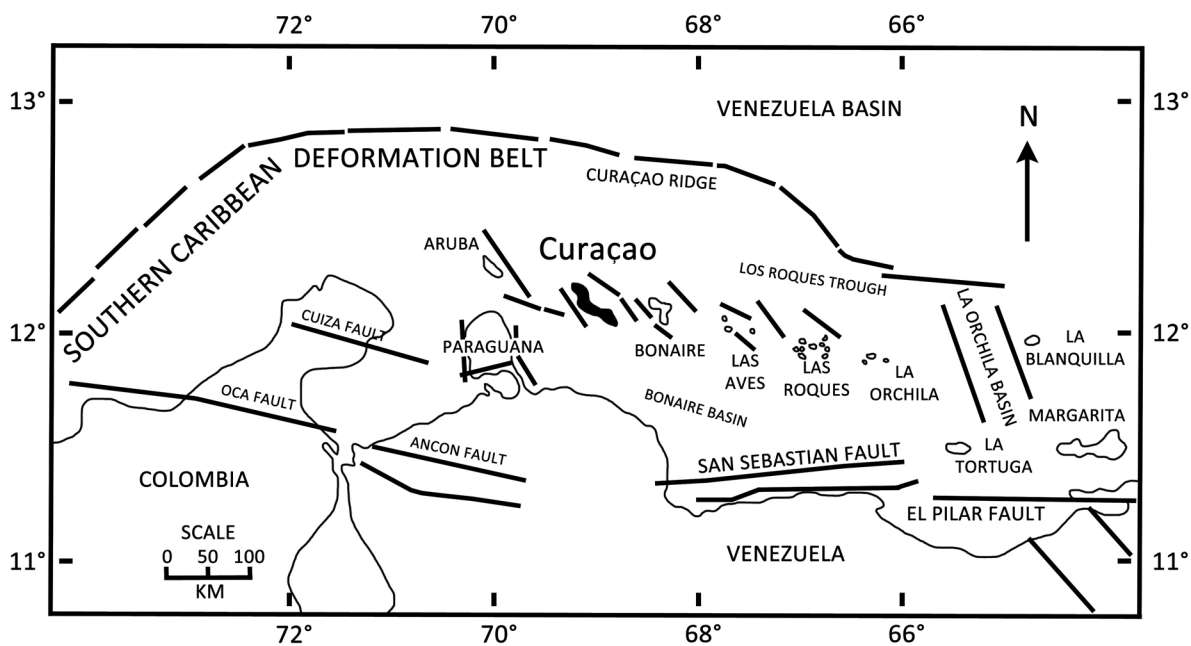 72° 70° 68° 66°
13° 13°
VENEZUELA BASIN
N
DEFORMATION BELT
SOUTHERN CARIBBEAN
CURAÇAO RIDGE
ARUBA
Curaçao
LOS ROQUES TROUGH
LA ORCHILA BASIN
CUIZA FAULT
12° 12°
PARAGUANA
BONAIRE
LA
BLANQUILLA
LAS
AVES
LAS
ROQUES
LA
ORCHILA
OCA FAULT
BONAIRE BASIN
MARGARITA
ANCON FAULT
SAN SEBASTIAN FAULT
LA
TORTUGA
COLOMBIA
EL PILAR FAULT
SCALE
0 50 100
KM
VENEZUELA
11° 11°
72° 70° 68° 66°